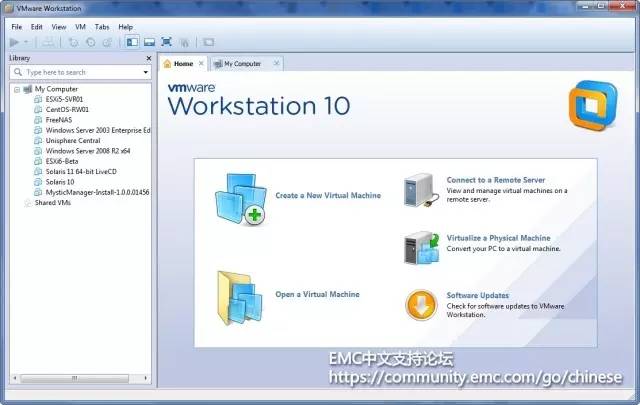 VMware Workstation
File Edit View VM Tabs Help
Library
Type here to search
My Computer
ESXi5-SVR01
CentOS-RW01
FreeNAS
Windows Server 2003 Enterprise Ed
Unisphere Central
Windows Server 2008 R2 x64
ESXi6-Beta
Solaris 11 64-bit LiveCD
Solaris 10
MysticManager-Install-1.0.0.01456
Shared VMs
Home
My Computer
vmware
Workstation 10
Create a New Virtual Machine
Open a Virtual Machine
Connect to a Remote Server
View and manage virtual machines on a
remote server.
Virtualize a Physical Machine
Convert your PC to a virtual machine.
Software Updates
Check for software updates to VMware
Workstation.
EMC中文支持论坛
https://community.emc.com/go/chinese